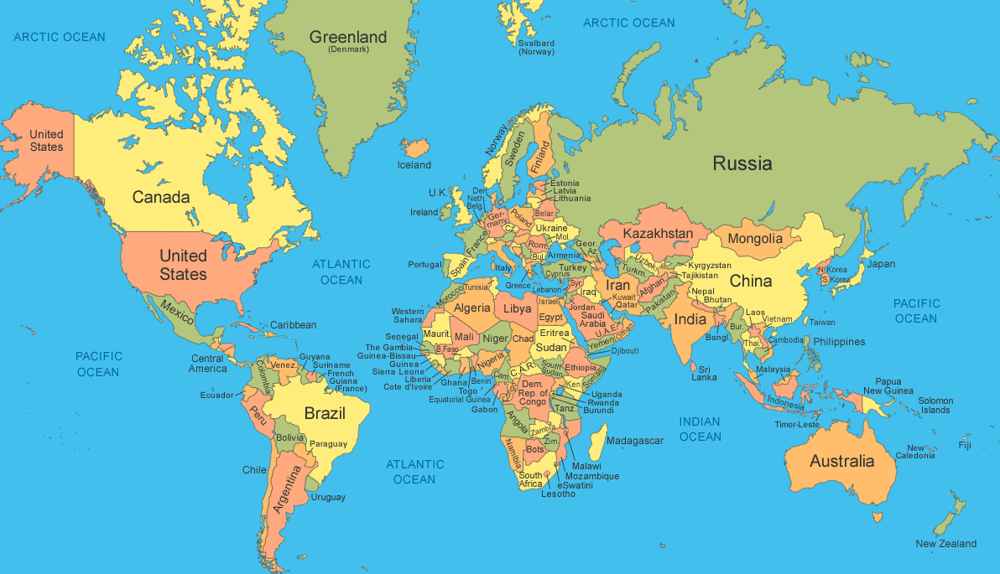 ARCTIC OCEAN
Greenland
(Denmark)
Svalbard
(Norway)
ARCTIC OCEAN
United
States
Canada
Iceland
Norway
Sweden
Finland
Russia
Estonia
Latvia
Lithuania
U.K.
Ireland
Den.
Neth.
Belg.
Ger-
many
Poland
Belar.
Cz.
Ukraine
Mol.
France
Rom.
Bul.
Italy
Greece
Portugal
Spain
Geor.
Az.
Armenia
Turkey
Cyprus
Lebanon
Israel
Syr.
Iraq
Jordan
Kuwait
Qatar
Saudi
Arabia
U.A.E.
Oman
Yemen
Iran
Kazakhstan
Uzbek.
Turkm.
Kyrgyzstan
Tajikistan
Afghan.
Pakistan
Mongolia
China
N.Korea
S.Korea
Japan
Nepal
Bhutan
India
Bangl.
Bur.
Laos
Vietnam
Thai.
Cambodia
Taiwan
Philippines
Sri
Lanka
Malaysia
Indonesia
Timor-Leste
Papua
New Guinea
Solomon
Islands
Fiji
New
Caledonia
Australia
New Zealand
United
States
Mexico
Caribbean
Central
America
ATLANTIC
OCEAN
PACIFIC
OCEAN
PACIFIC
OCEAN
Venez.
Guyana
Suriname
French
Guiana
(France)
Colombia
Ecuador
Peru
Brazil
Bolivia
Paraguay
Chile
Argentina
Uruguay
ATLANTIC
OCEAN
INDIAN
OCEAN
Morocco
Tunisia
Algeria
Libya
Egypt
Western
Sahara
Maurit.
Mali
Niger
Chad
Sudan
Eritrea
Djibouti
Senegal
The Gambia
Guinea-Bissau
Guinea
Sierra Leone
Liberia
Cote d'Ivoire
B.Faso
Ghana
Togo
Benin
Nigeria
Cam.
C.A.R.
South
Sudan
Ethiopia
Somalia
Equatorial Guinea
Gabon
Congo
Dem.
Rep. of
Congo
Ken.
Uganda
Rwanda
Burundi
Tanz.
Angola
Zambia
Zim.
Namibia
Bots.
South
Africa
Malawi
Mozambique
eSwatini
Lesotho
Madagascar